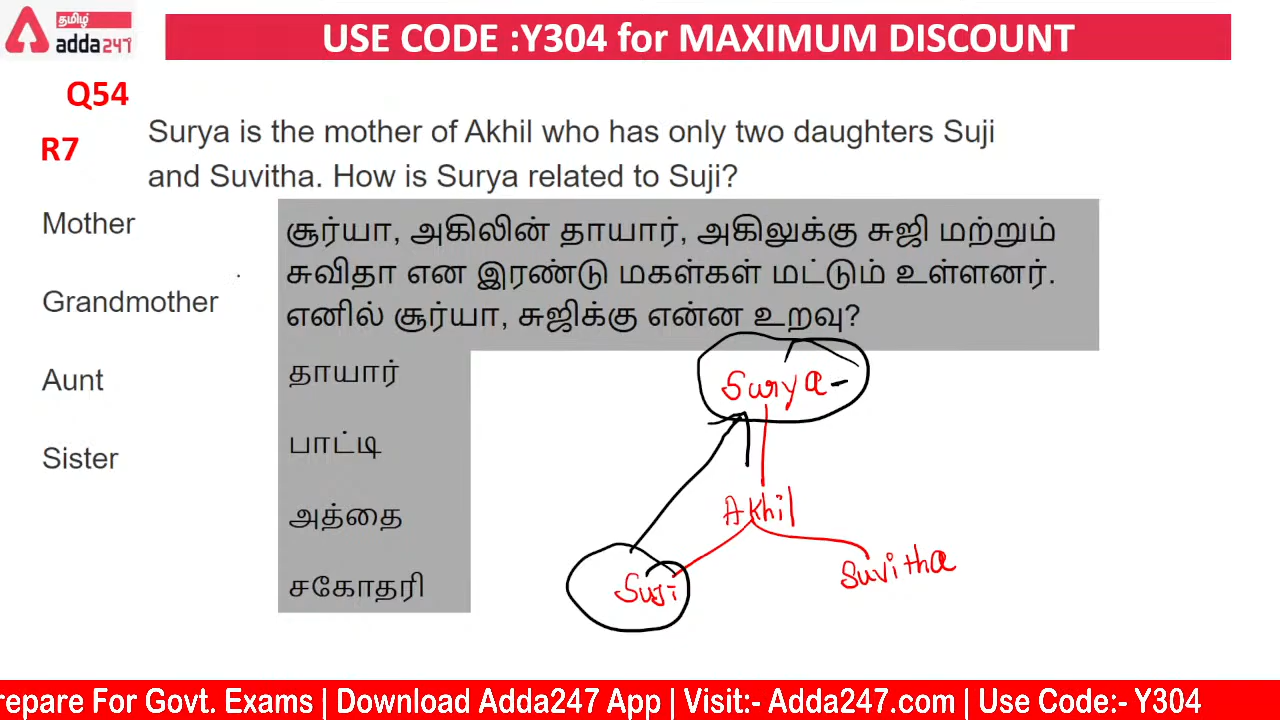 தமிழ்
adda247
USE CODE :Y304 for MAXIMUM DISCOUNT
Q54
R7
Surya is the mother of Akhil who has only two daughters Suji
and Suvitha. How is Surya related to Suji?
சூர்யா, அகிலின் தாயார், அகிலுக்கு சுஜி மற்றும்
சுவிதா என இரண்டு மகள்கள் மட்டும் உள்ளனர்.
எனில் சூர்யா, சுஜிக்கு என்ன உறவு?
Mother
Grandmother
Aunt
Sister
தாயார்
பாட்டி
அத்தை
சகோதரி
Surya -
Akhil
Suji
Suvitha
repare For Govt. Exams | Download Adda247 App | Visit:- Adda247.com | Use Code:- Y304